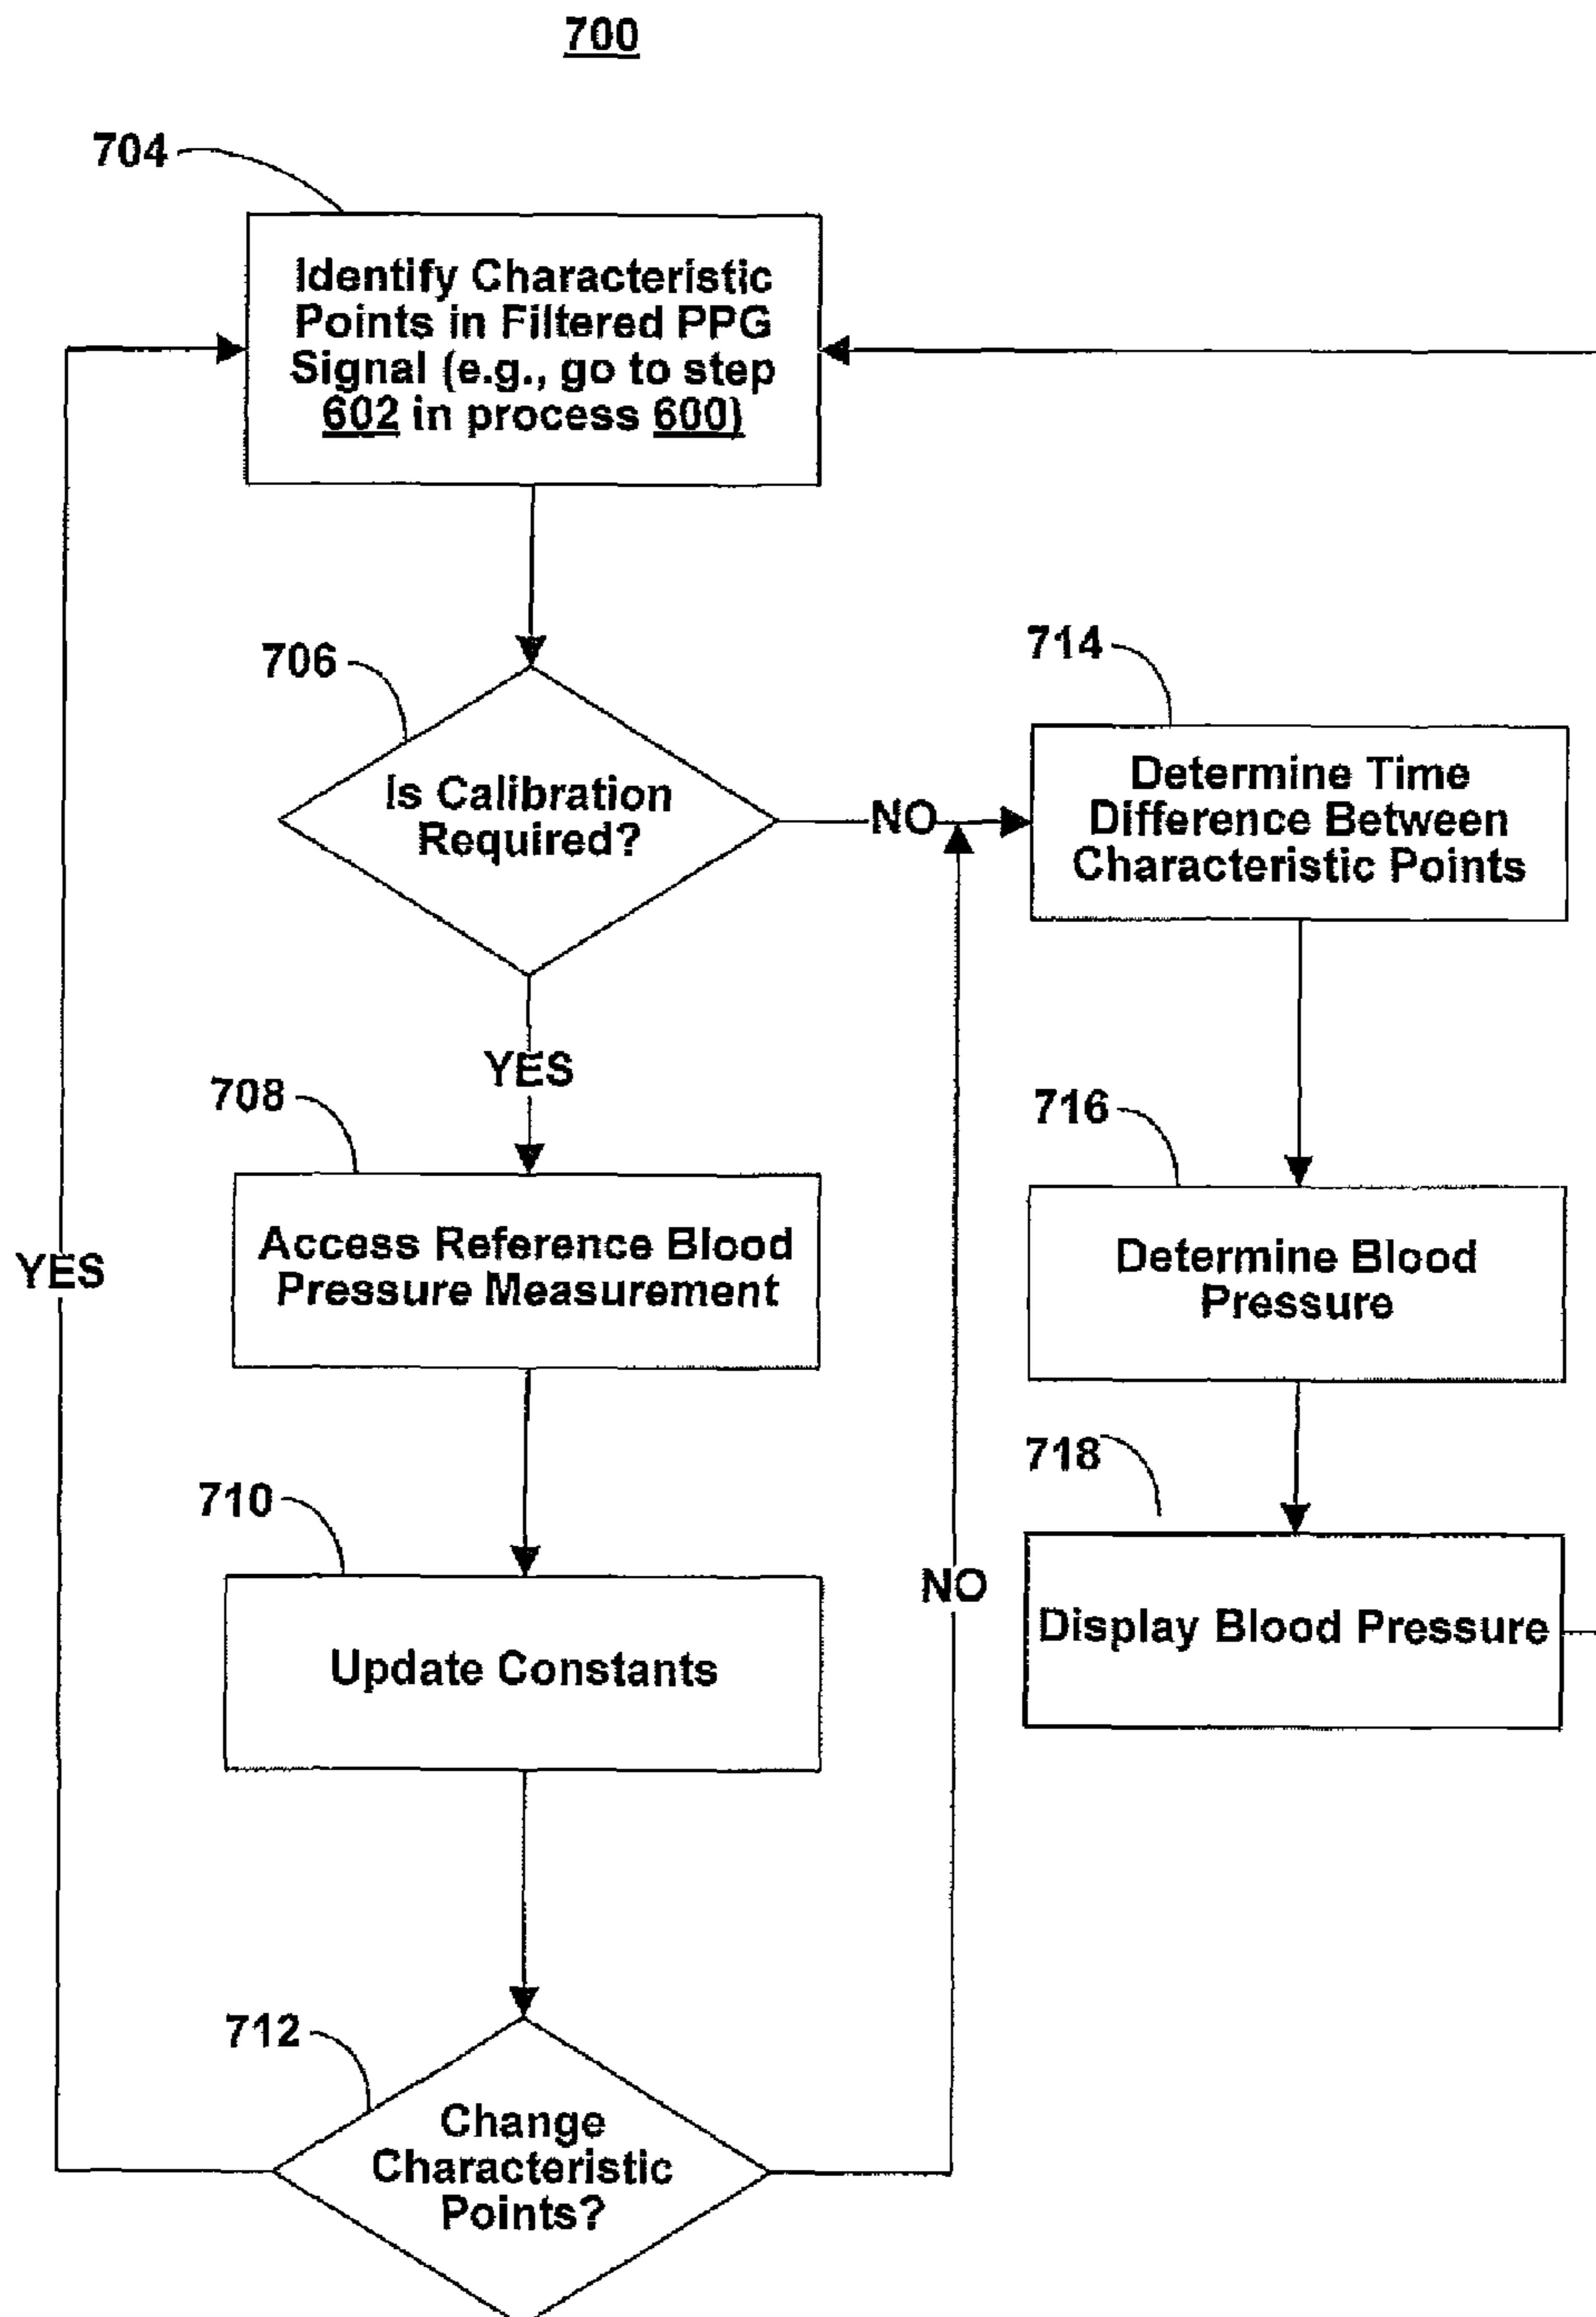 700
704
Identify Characteristic
Points in Filtered PPG
Signal (e.g., go to step
602 in process 600)
706
Is Calibration
Required?
NO
714
Determine Time
Difference Between
Characteristic Points
YES
708
Access Reference Blood
Pressure Measurement
716
Determine Blood
Pressure
YES
710
Update Constants
718
Display Blood Pressure
NO
712
Change
Characteristic
Points?